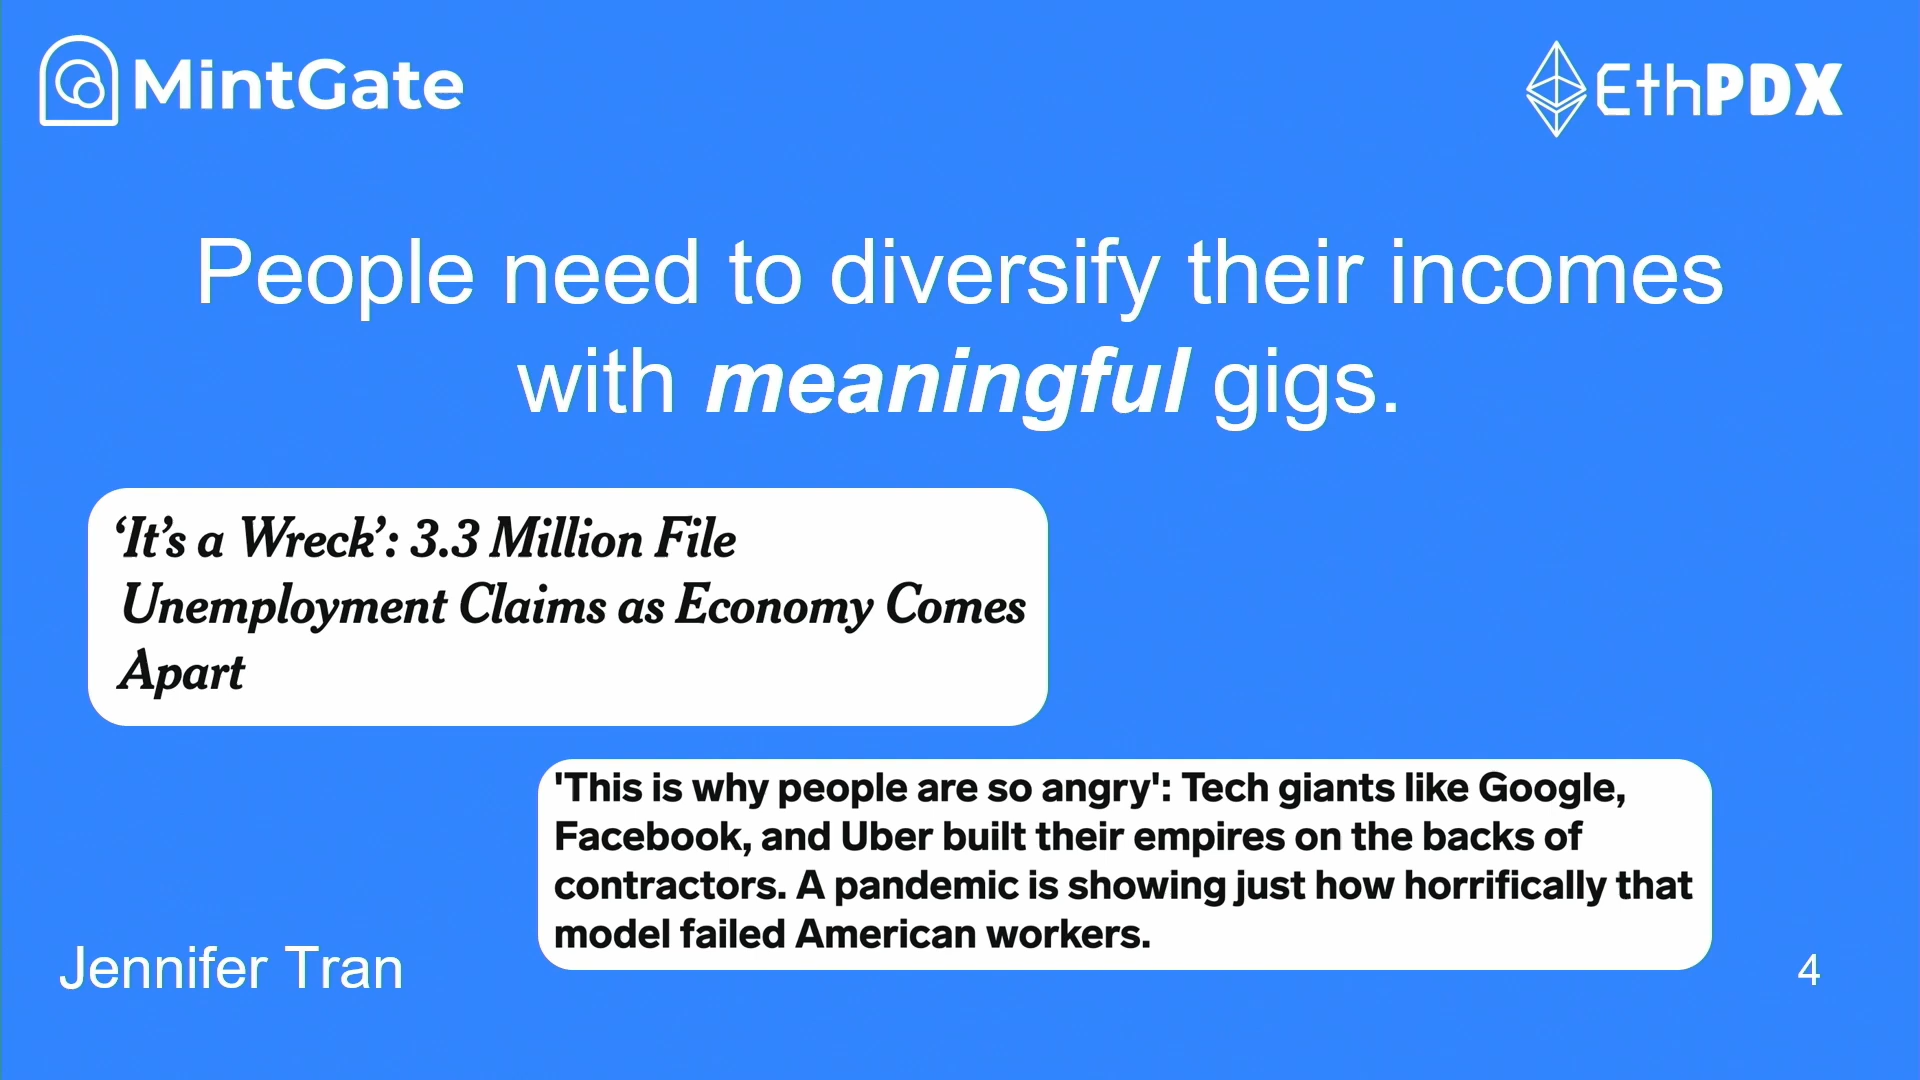 MintGate
EthPDX
People need to diversify their incomes
with meaningful gigs.
‘It’s a Wreck’: 3.3 Million File
Unemployment Claims as Economy Comes
Apart
'This is why people are so angry': Tech giants like Google,
Facebook, and Uber built their empires on the backs of
contractors. A pandemic is showing just how horrifically that
model failed American workers.
Jennifer Tran
4